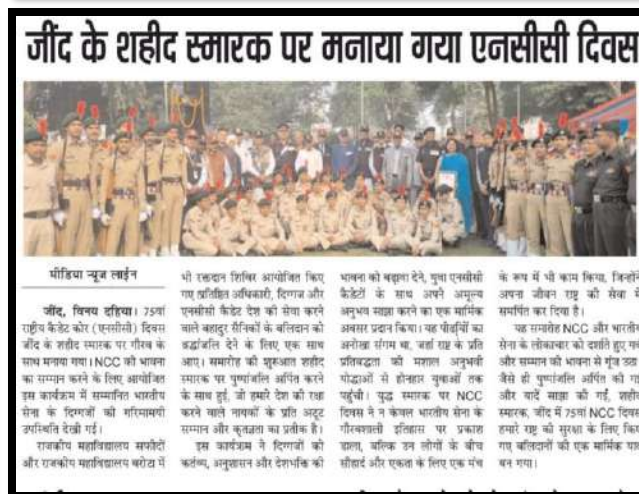 जींद के शहीद स्मारक पर मनाया गया एनसीसी दिवस
मीडिया न्यूज लाईन
जींद, विनय दहिया। 75वां
राष्ट्रीय कैडेट कोर (एनसीसी) दिवस
जींद के शहीद स्मारक पर गौरव के
साथ मनाया गया। NCC की भावना
का सम्मान करने के लिए आयोजित
इस कार्यक्रम में सम्मानित भारतीय
सेना के दिग्गजों की गरिमामयी
उपस्थिति देखी गई।
राजकीय महाविद्यालय सफीदों
और राजकीय महाविद्यालय बरोटा में
भी रक्तदान शिविर आयोजित किए
गए प्रतिष्ठित अधिकारी, दिग्गज और
एनसीसी कैडेट देश की सेवा करने
वाले बहादुर सैनिकों के बलिदान को
श्रद्धांजलि देने के लिए एक साथ
आए। समारोह की शुरूआत शहीद
स्मारक पर पुष्पांजलि अर्पित करने
के साथ हुई, जो हमारे देश की रक्षा
करने वाले नायकों के प्रति अटूट
सम्मान और कृतज्ञता का प्रतीक है।
इस कार्यक्रम ने दिग्गजों को
कर्तव्य, अनुशासन और देशभक्ति की
भावना को बढ़ावा देने, युवा एनसीसी
कैडेटों के साथ अपने अमूल्य
अनुभव साझा करने का एक मार्मिक
अवसर प्रदान किया। यह पीढ़ियों का
अनोखा संगम था, जहां राष्ट्र के प्रति
प्रतिबद्धता की मशाल अनुभवी
योद्धाओं से होनहार युवाओं तक
पहुंची। युद्ध स्मारक पर NCC
दिवस ने न केवल भारतीय सेना के
गौरवशाली इतिहास पर प्रकाश
डाला, बल्कि उन लोगों के बीच
सौहार्द और एकता के लिए एक मंच
के रूप में भी काम किया, जिन्होंने
अपना जीवन राष्ट्र की सेवा में
समर्पित कर दिया है।
यह समारोह NCC और भारतीय
सेना के लोकाचार को दर्शाते हुए गर्व
और सम्मान की भावना से गूंज उठा
जैसे ही पुष्पांजलि अर्पित की गई
और यादें साझा की गईं, शहीद
स्मारक, जींद में 75वां NCC दिवस
हमारे राष्ट्र की सुरक्षा के लिए किए
गए बलिदानों की एक मार्मिक याद
बन गया।